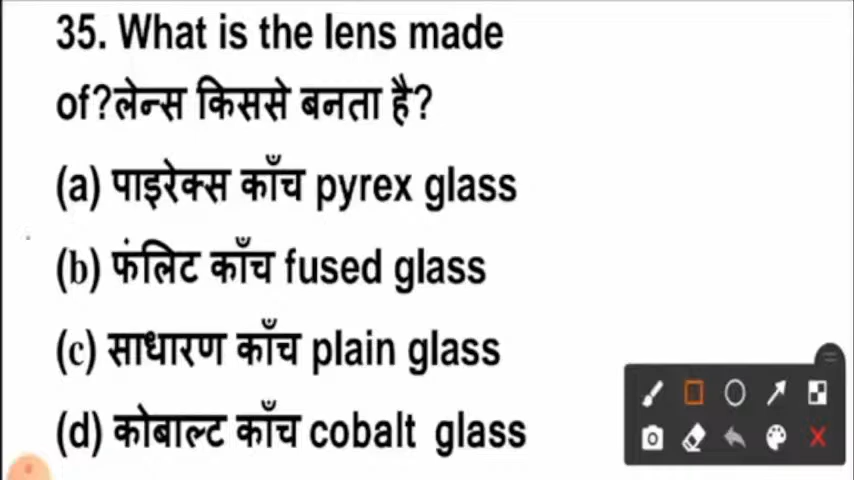 35. What is the lens made
of?लेन्स किससे बनता है?
(a) पाइरेक्स काँच pyrex glass
(b) फंलिट काँच fused glass
(c) साधारण काँच plain glass
(d) कोबाल्ट काँच cobalt glass